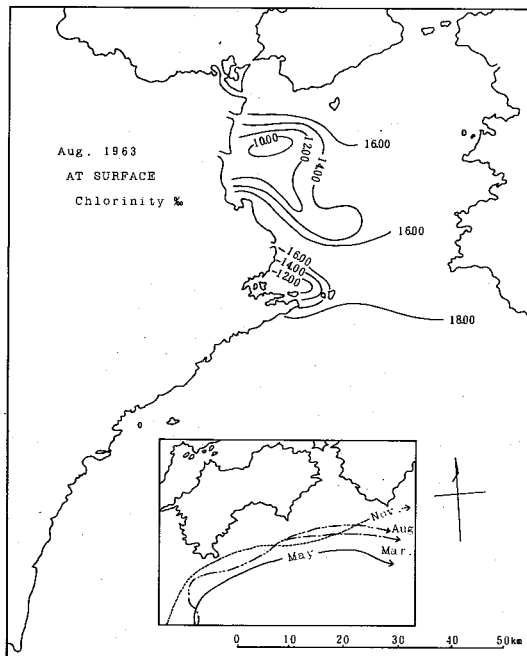 Aug. 1963
AT SURFACE
Chlorinity ‰
16.00
10.00
12.00
14.00
16.00
16.00
14.00
12.00
18.00
Nov.
Aug
Mar.
May
0 10 20 30 40 50km